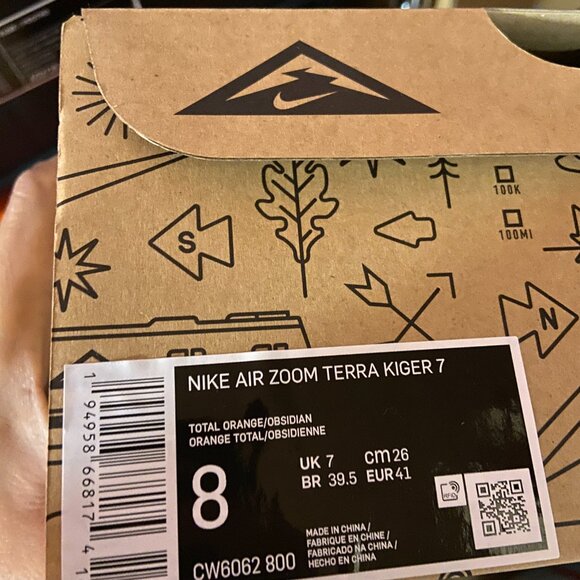 100K
100MI
S
N
NIKE AIR ZOOM TERRA KIGER 7
TOTAL ORANGE/OBSIDIAN
ORANGE TOTAL/OBSIDIENNE
8
UK 7 cm 26
BR 39.5 EUR 41
MADE IN CHINA/
FABRIQUE EN CHINE/
FABRICADO NA CHINA/
HECHO EN CHINA
CW6062 800
RFID
1 94958 66817 4